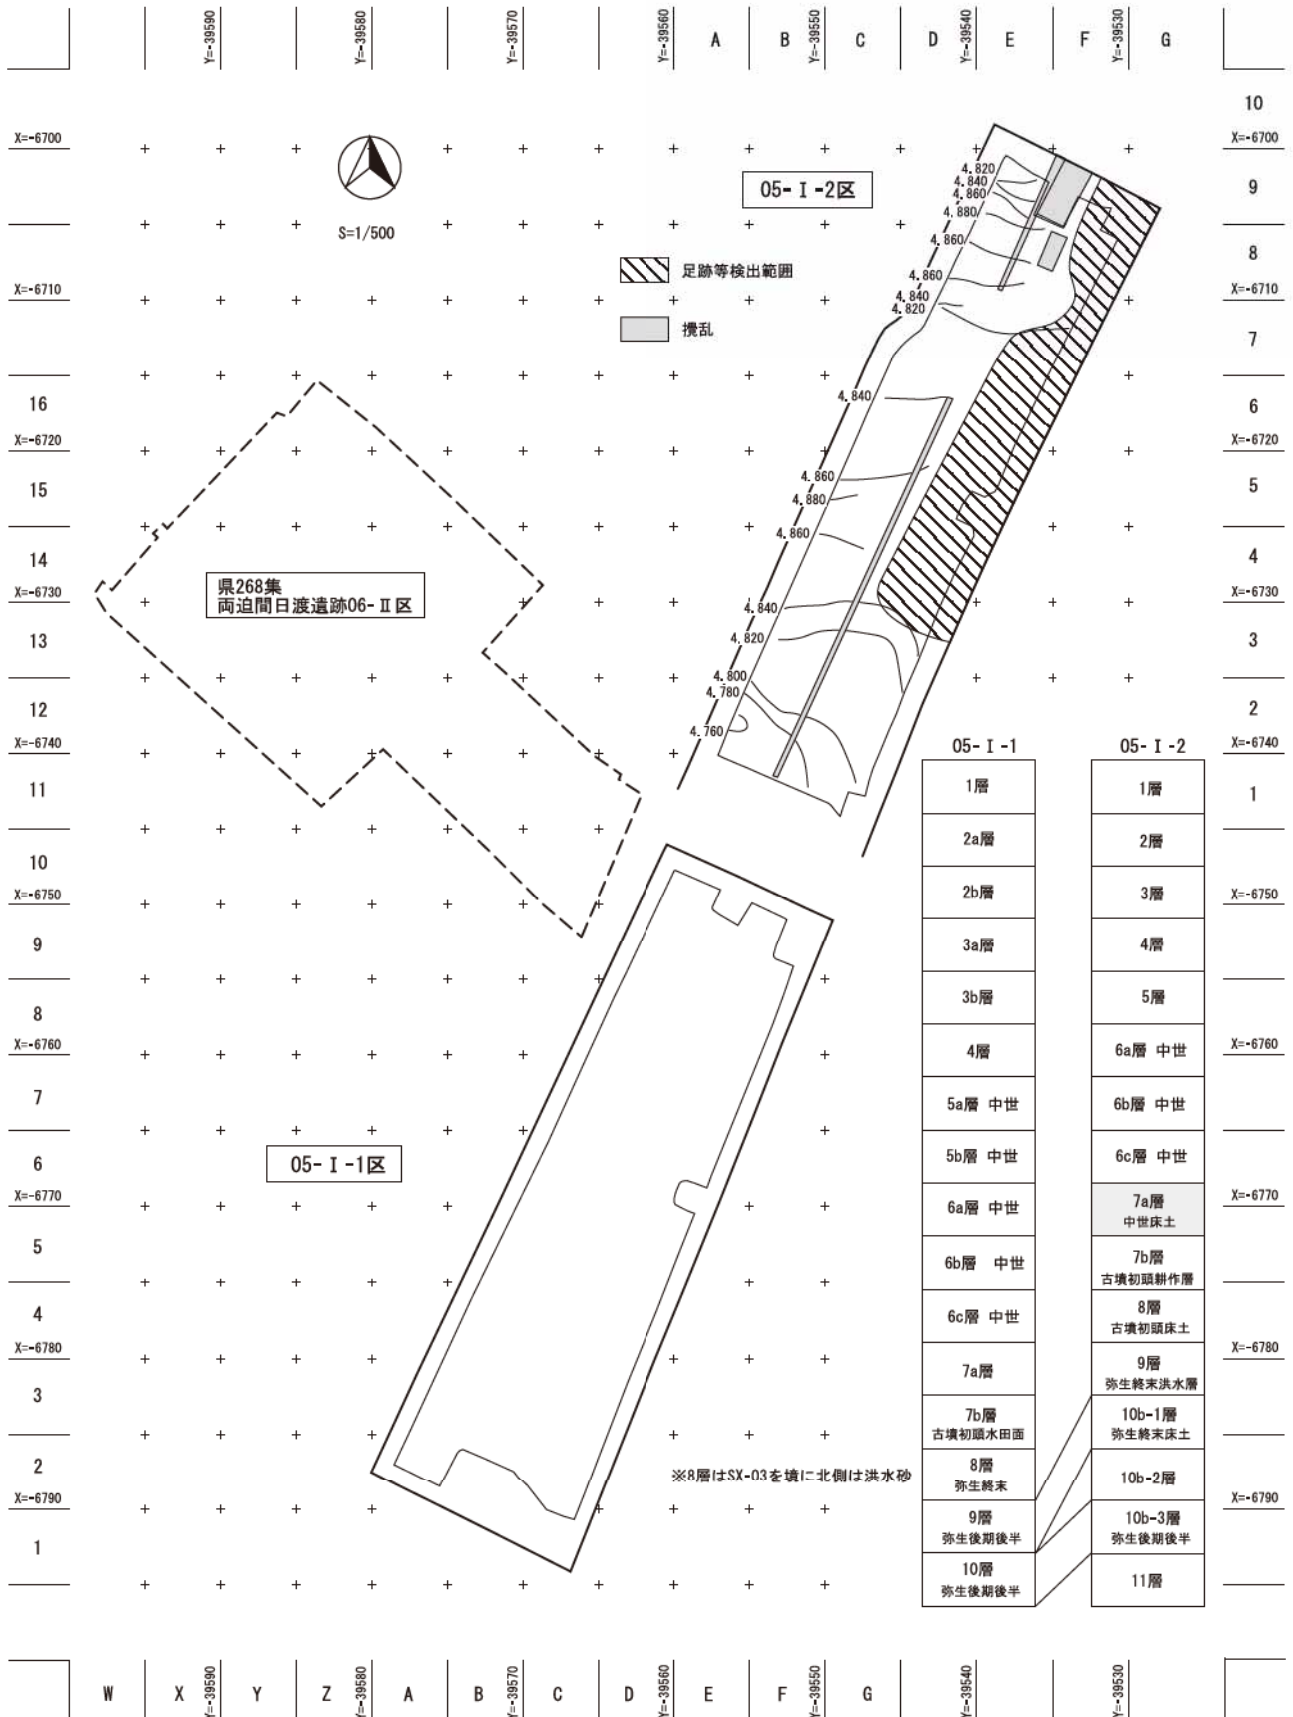 Y=-39590
Y=-39580
Y=-39570
Y=-39560
A
B
Y=-39550
C
D
Y=-39540
E
F
Y=-39530
G
10
X=-6700
X=-6700
9
05-Ⅰ-2区
S=1/500
8
足跡等検出範囲
X=-6710
X=-6710
攪乱
7
4.820
4.840
4.860
4.880
4.860
4.860
4.840
4.820
4.840
4.860
4.880
4.860
4.840
4.820
4.800
4.780
4.760
16
6
X=-6720
X=-6720
15
5
14
4
X=-6730
X=-6730
県268集
両迫間日渡遺跡06-Ⅱ区
13
3
12
2
X=-6740
X=-6740
11
1
10
X=-6750
X=-6750
9
8
X=-6760
X=-6760
7
6
05-Ⅰ-1区
X=-6770
X=-6770
5
4
X=-6780
X=-6780
3
2
X=-6790
X=-6790
1
※8層はSX-03を境に北側は洪水砂
05-Ⅰ-1
1層
2a層
2b層
3a層
3b層
4層
5a層 中世
5b層 中世
6a層 中世
6b層 中世
6c層 中世
7a層
7b層
古墳初頭水田面
8層
弥生終末
9層
弥生後期後半
10層
弥生後期後半
05-Ⅰ-2
1層
2層
3層
4層
5層
6a層 中世
6b層 中世
6c層 中世
7a層
中世床土
7b層
古墳初頭耕作層
8層
古墳初頭床土
9層
弥生終末洪水層
10b-1層
弥生終末床土
10b-2層
10b-3層
弥生後期後半
11層
W
X
Y=-39590
Y
Z
Y=-39580
A
B
Y=-39570
C
D
Y=-39560
E
F
Y=-39550
G
Y=-39540
Y=-39530